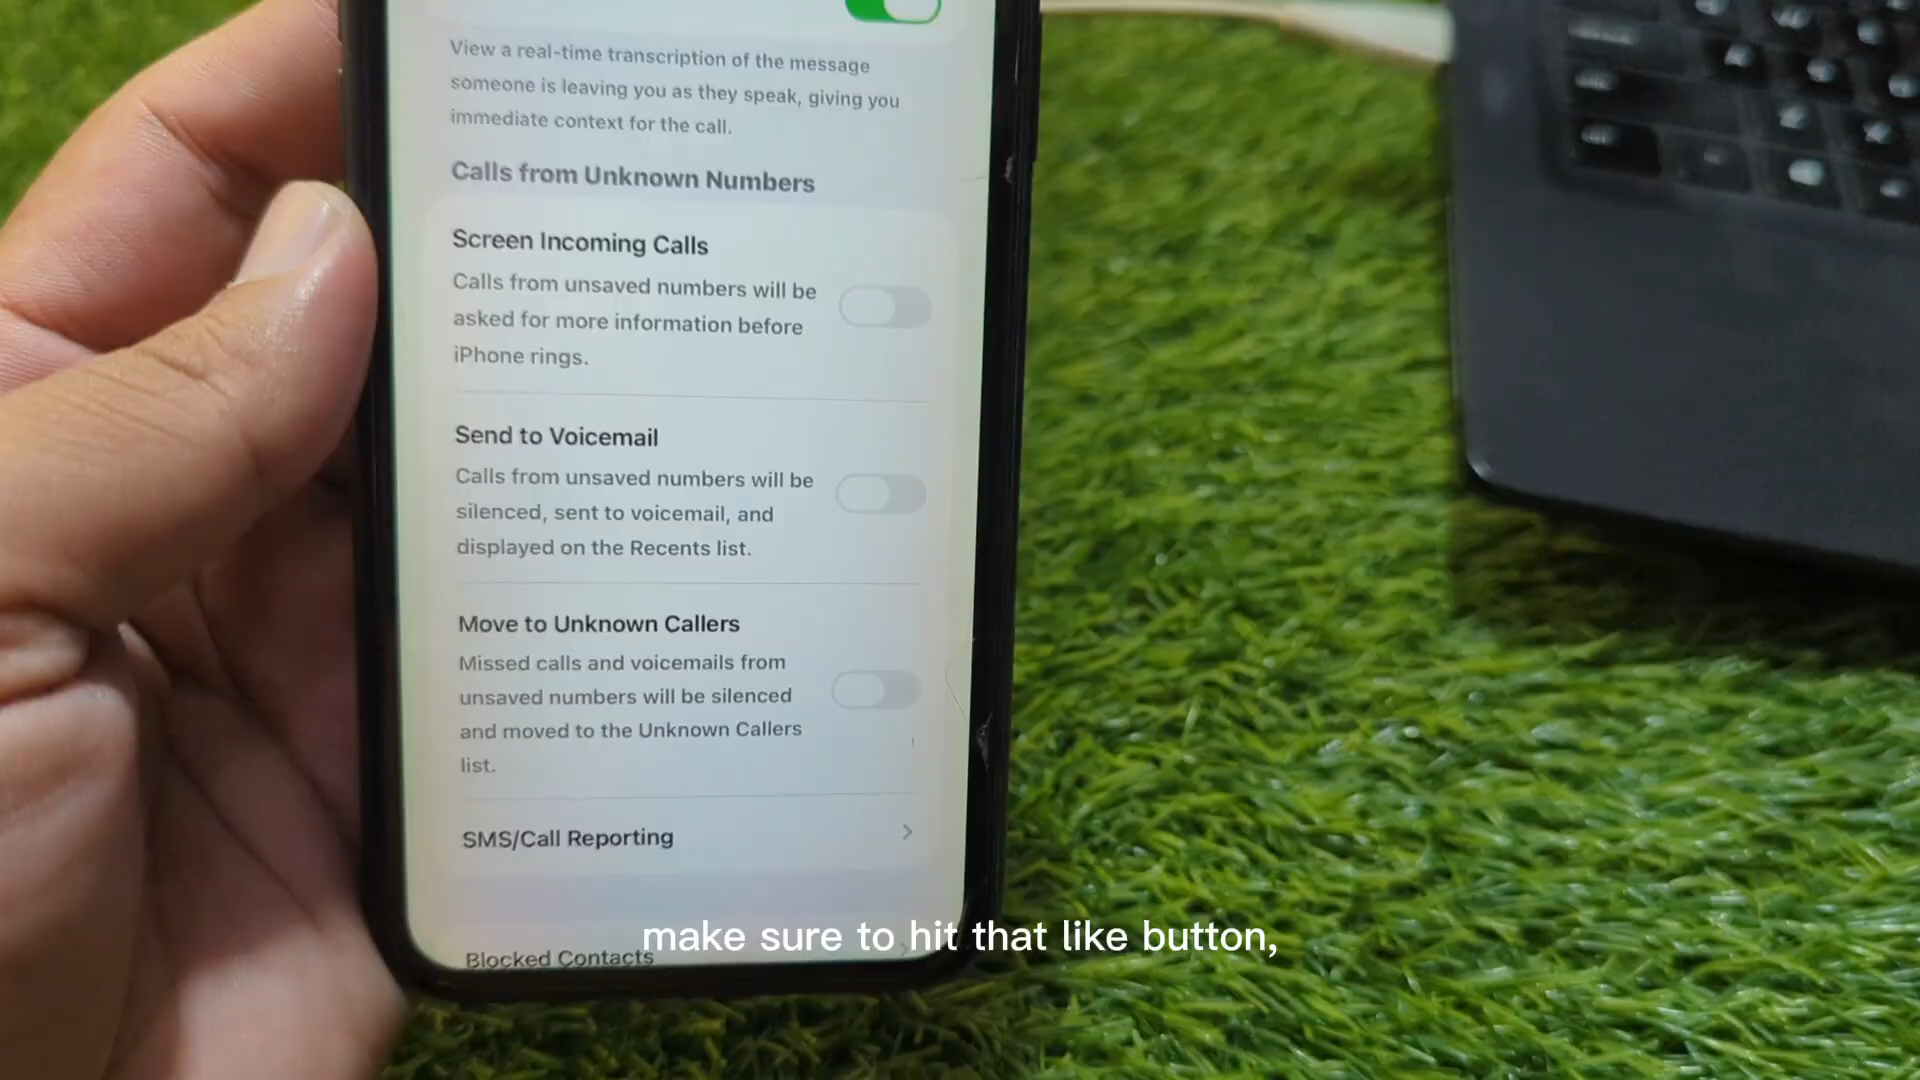 View a real-time transcription of the message
someone is leaving you as they speak, giving you
immediate context for the call.
Calls from Unknown Numbers
Screen Incoming Calls
Calls from unsaved numbers will be
asked for more information before
iPhone rings.
Send to Voicemail
Calls from unsaved numbers will be
silenced, sent to voicemail, and
displayed on the Recents list.
Move to Unknown Callers
Missed calls and voicemails from
unsaved numbers will be silenced
and moved to the Unknown Callers
list.
SMS/Call Reporting
make sure to hit that like button,
Blocked Contacts